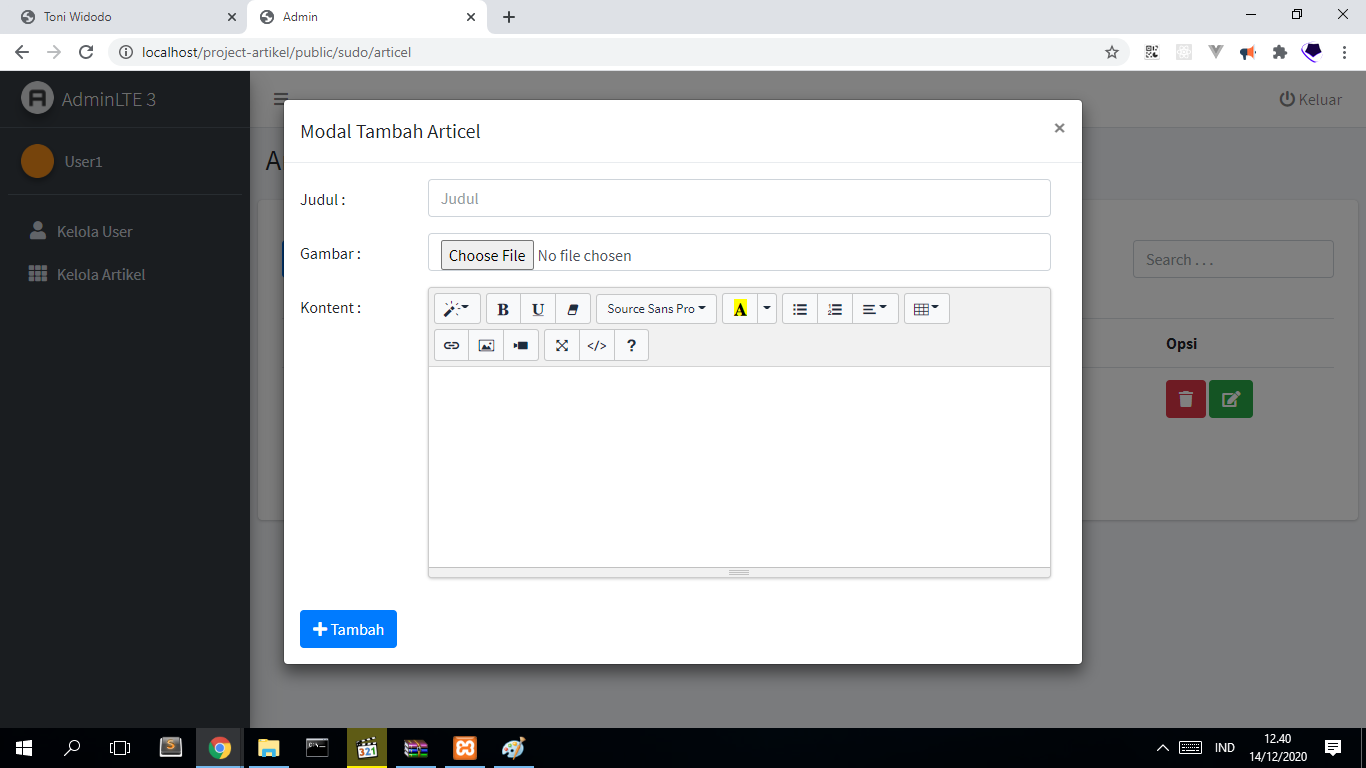 Toni Widodo
Admin
localhost/project-artikel/public/sudo/articel
AdminLTE 3
Keluar
User1
Kelola User
Kelola Artikel
A
Search . . .
Opsi
Modal Tambah Articel
×
Judul :
Judul
Gambar :
Choose File No file chosen
Kontent :
B U Source Sans Pro A
</> ?
Tambah
IND
12.40
14/12/2020